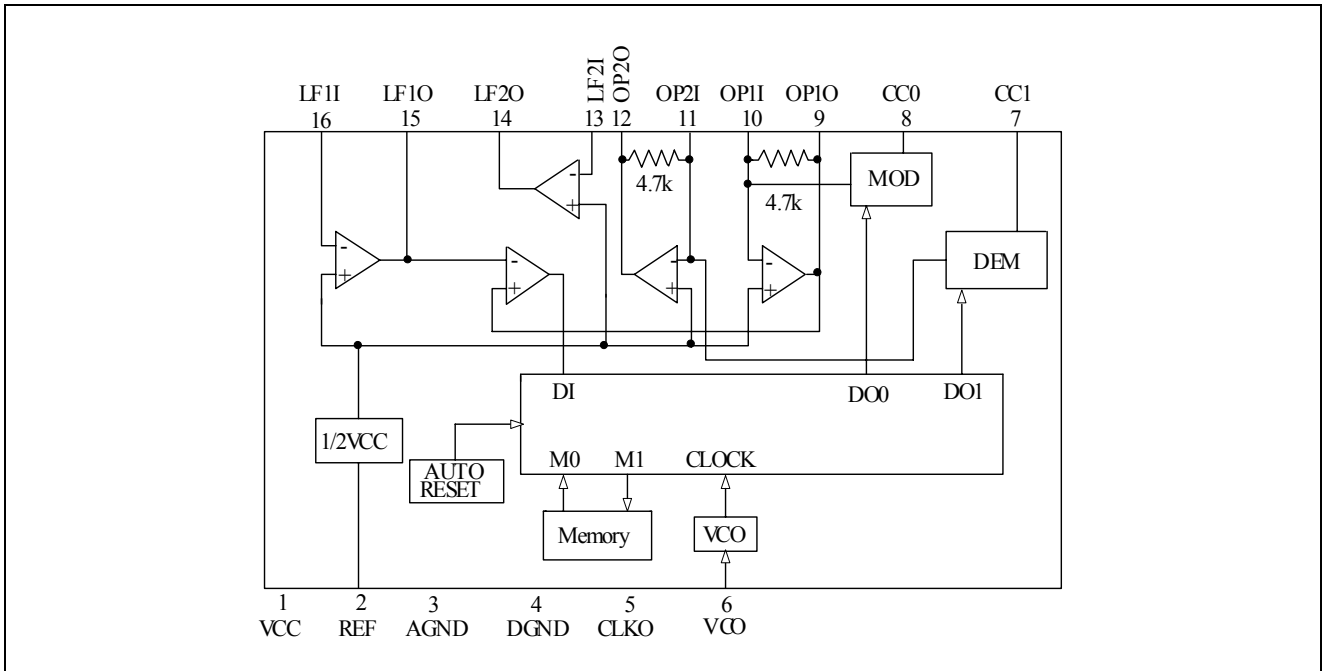 LF1I LF1O LF2O LF2I OP2O OP2I OP1I OP1O CC0 CC1
16 15 14 13 12 11 10 9 8 7
4.7k
4.7k
MOD
-
+
-
+
-
+
-
+
-
+
DEM
DI DO0 DO1
1/2VCC
AUTO
RESET
M0 M1 CLOCK
Memory
VCO
1 2 3 4 5 6
VCC REF AGND DGND CLKO VCO